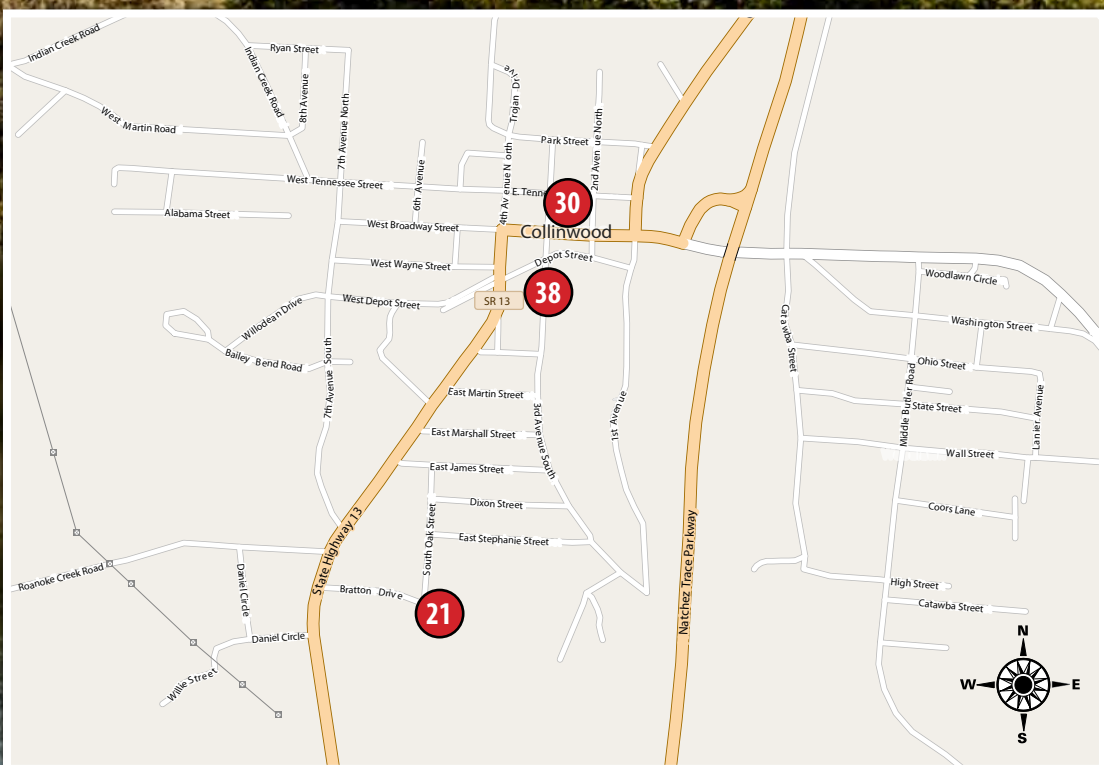 Indian Creek Road
Ryan Street
Indian Creek Road
8th Avenue
7th Avenue North
West Martin Road
Trojan Drive
Park Street
2nd Avenue North
West Tennessee Street
6th Avenue
4th Avenue North
E. Tenne
30
Alabama Street
West Broadway Street
Collinwood
West Wayne Street
Depot Street
38
SR 13
West Depot Street
Willodean Drive
Bailey Bend Road
7th Avenue South
Woodlawn Circle
Washington Street
Catawba Street
Ohio Street
Middle Butler Road
State Street
Lanier Avenue
Wall Street
East Martin Street
East Marshall Street
3rd Avenue South
1st Avenue
East James Street
Dixon Street
South Oak Street
East Stephanie Street
Coors Lane
State Highway 13
Natchez Trace Parkway
Roanoke Creek Road
Daniel Circle
Bratton Drive
21
High Street
Catawba Street
Daniel Circle
Willie Street
N
W E
S